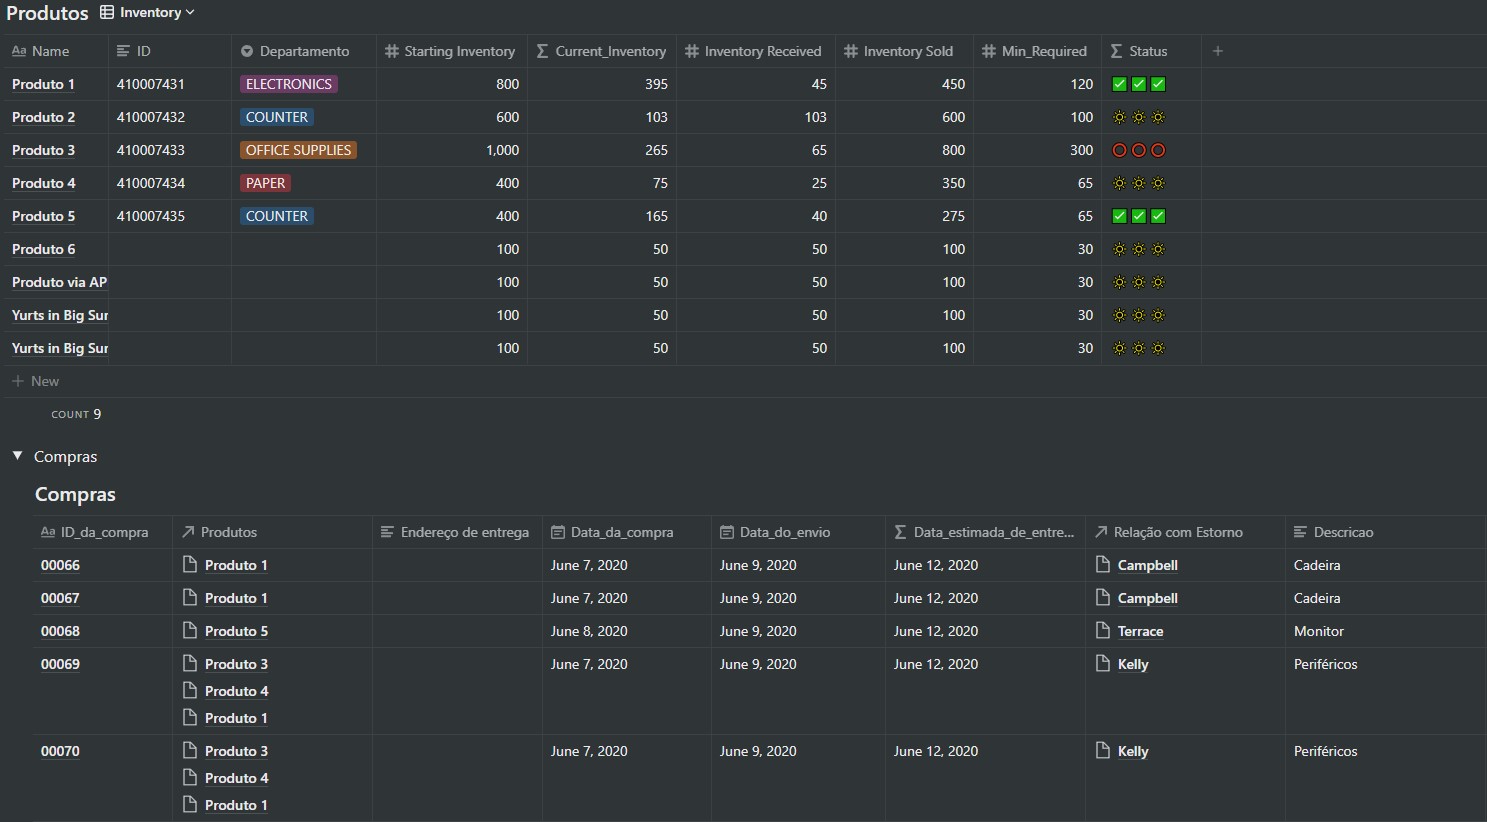 Produtos Inventory
Name ID Departamento Starting Inventory Current_Inventory Inventory Received Inventory Sold Min_Required Status
Produto 1 410007431 ELECTRONICS 800 395 45 450 120
Produto 2 410007432 COUNTER 600 103 103 600 100
Produto 3 410007433 OFFICE SUPPLIES 1,000 265 65 800 300
Produto 4 410007434 PAPER 400 75 25 350 65
Produto 5 410007435 COUNTER 400 165 40 275 65
Produto 6 100 50 50 100 30
Produto via AP 100 50 50 100 30
Yurts in Big Sur 100 50 50 100 30
Yurts in Big Sur 100 50 50 100 30
+ New
COUNT 9
Compras
Compras
ID_da_compra Produtos Endereço de entrega Data_da_compra Data_do_envio Data_estimada_de_entre... Relação com Estorno Descricao
00066 Produto 1 June 7, 2020 June 9, 2020 June 12, 2020 Campbell Cadeira
00067 Produto 1 June 7, 2020 June 9, 2020 June 12, 2020 Campbell Cadeira
00068 Produto 5 June 8, 2020 June 9, 2020 June 12, 2020 Terrace Monitor
00069 Produto 3 June 7, 2020 June 9, 2020 June 12, 2020 Kelly Periféricos
Produto 4
Produto 1
00070 Produto 3 June 7, 2020 June 9, 2020 June 12, 2020 Kelly Periféricos
Produto 4
Produto 1